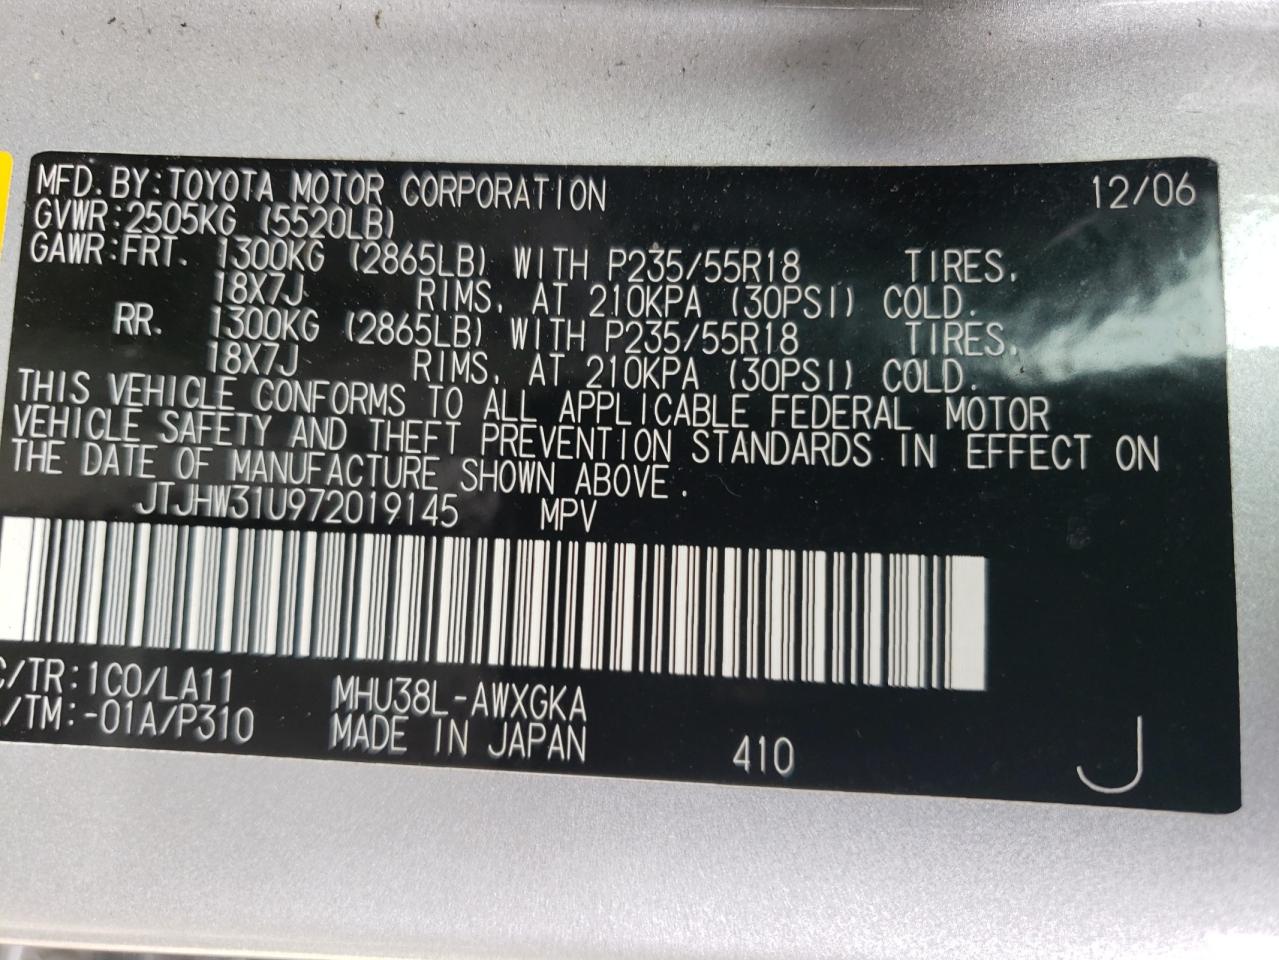 MFD. BY: TOYOTA MOTOR CORPORATION 12/06
GVWR: 2505KG (5520LB)
GAWR: FRT. 1300KG (2865LB) WITH P235/55R18 TIRES,
18X7J RIMS, AT 210KPA (30PSI) COLD.
RR. 1300KG (2865LB) WITH P235/55R18 TIRES,
18X7J RIMS, AT 210KPA (30PSI) COLD.
THIS VEHICLE CONFORMS TO ALL APPLICABLE FEDERAL MOTOR
VEHICLE SAFETY AND THEFT PREVENTION STANDARDS IN EFFECT ON
THE DATE OF MANUFACTURE SHOWN ABOVE.
JTJHW31U972019145 MPV
C/TR: 1C0/LA11 MHU38L-AWXGKA
/TM: -01A/P310 MADE IN JAPAN 410 J